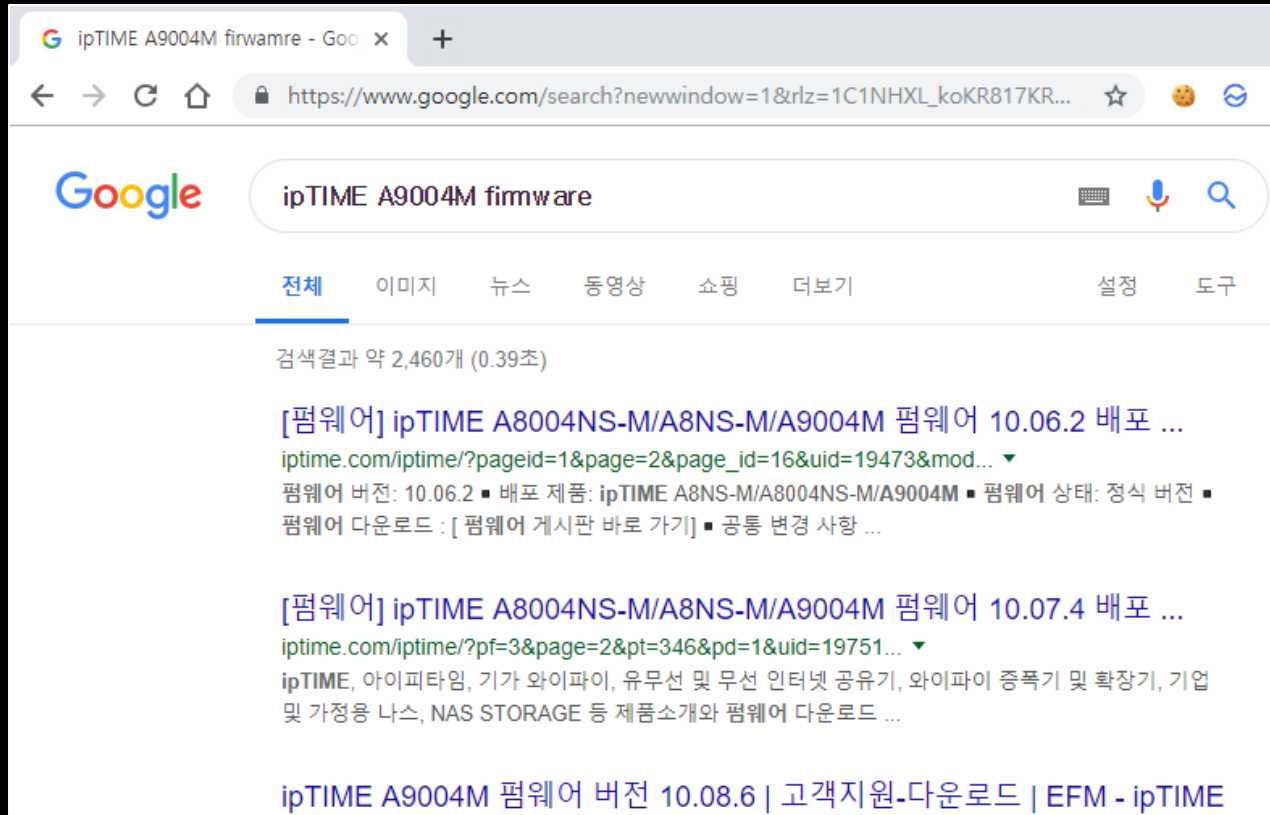 ipTIME A9004M firwamre - Goo
https://www.google.com/search?newwindow=1&rlz=1C1NHXL_koKR817KR...
Google
ipTIME A9004M firmware
전체 이미지 뉴스 동영상 쇼핑 더보기 설정 도구
검색결과 약 2,460개 (0.39초)
[펌웨어] ipTIME A8004NS-M/A8NS-M/A9004M 펌웨어 10.06.2 배포 ...
iptime.com/iptime/?pageid=1&page=2&page_id=16&uid=19473&mod...
펌웨어 버전: 10.06.2 ▪ 배포 제품: ipTIME A8NS-M/A8004NS-M/A9004M ▪ 펌웨어 상태: 정식 버전 ▪
펌웨어 다운로드 : [ 펌웨어 게시판 바로 가기] ▪ 공통 변경 사항 ...
[펌웨어] ipTIME A8004NS-M/A8NS-M/A9004M 펌웨어 10.07.4 배포 ...
iptime.com/iptime/?pf=3&page=2&pt=346&pd=1&uid=19751...
ipTIME, 아이피타임, 기가 와이파이, 유무선 및 무선 인터넷 공유기, 와이파이 증폭기 및 확장기, 기업
및 가정용 나스, NAS STORAGE 등 제품소개와 펌웨어 다운로드 ...
ipTIME A9004M 펌웨어 버전 10.08.6 | 고객지원-다운로드 | EFM - ipTIME